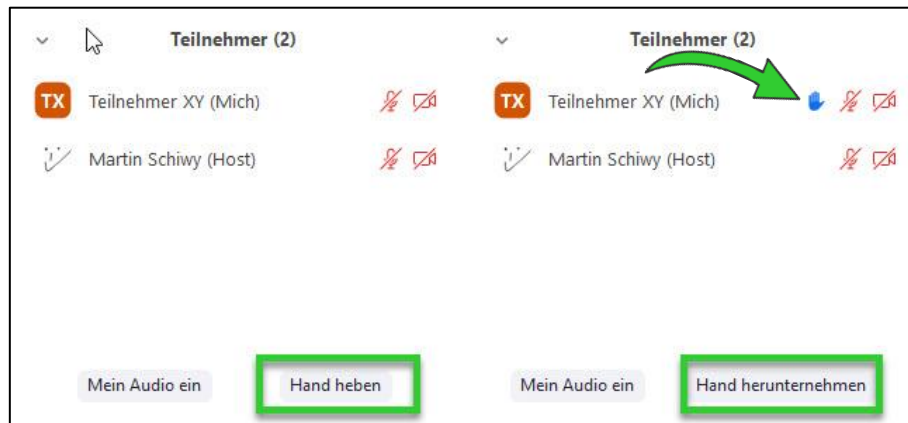 Teilnehmer (2)
TX Teilnehmer XY (Mich)
Martin Schiwy (Host)
Mein Audio ein Hand heben
Teilnehmer (2)
TX Teilnehmer XY (Mich)
Martin Schiwy (Host)
Mein Audio ein Hand herunternehmen